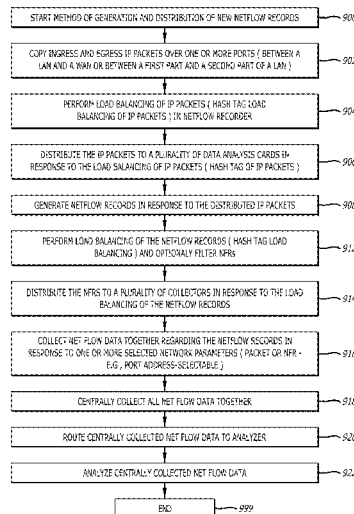 START METHOD OF GENERATION AND DISTRIBUTION OF NEW NETFLOW RECORDS
900
COPY INGRESS AND EGRESS IP PACKETS OVER ONE OR MORE PORTS ( BETWEEN A
LAN AND A WAN OR BETWEEN A FIRST PART AND A SECOND PART OF A LAN )
902
PERFORM LOAD BALANCING OF IP PACKETS ( HASH TAG LOAD
BALANCING OF IP PACKETS ) IN NETFLOW RECORDER
904
DISTRIBUTE THE IP PACKETS TO A PLURALITY OF DATA ANALYSIS CARDS IN
RESPONSE TO THE LOAD BALANCING OF IP PACKETS ( HASH TAG OF IP PACKETS )
906
GENERATE NETFLOW RECORDS IN RESPONSE TO THE DISTRIBUTED IP PACKETS
908
PERFORM LOAD BALANCING OF THE NETFLOW RECORDS ( HASH TAG LOAD
BALANCING ) AND OPTIONALY FILTER NFRs
912
DISTRIBUTE THE NFRS TO A PLURALITY OF COLLECTORS IN RESPONSE TO THE LOAD
BALANCING OF THE NETFLOW RECORDS
914
COLLECT NET FLOW DATA TOGETHER REGARDING THE NETFLOW RECORDS IN
RESPONSE TO ONE OR MORE SELECTED NETWORK PARAMETERS ( PACKET OR NFR -
E.G., PORT ADDRESS-SELECTABLE )
916
CENTRALLY COLLECT ALL NET FLOW DATA TOGETHER
918
ROUTE CENTRALLY COLLECTED NET FLOW DATA TO ANALYZER
920
ANALYZE CENTRALLY COLLECTED NET FLOW DATA
922
END
999